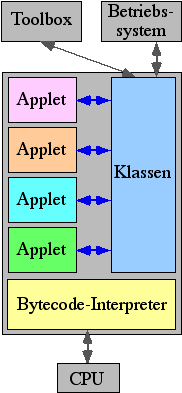 Toolbox
Betriebs-
system
Applet
Applet
Applet
Applet
Klassen
Bytecode-Interpreter
CPU